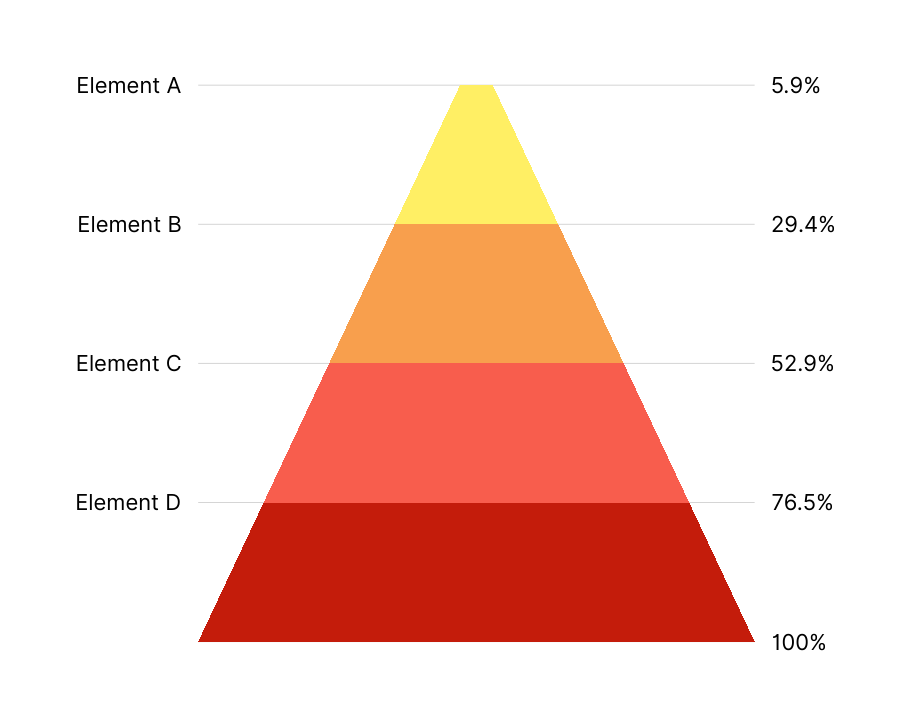 Element A 5.9%
Element B 29.4%
Element C 52.9%
Element D 76.5%
100%